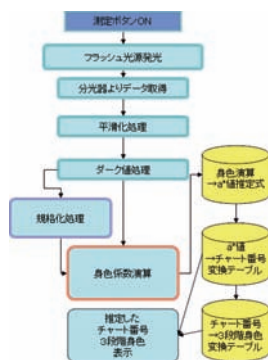 測定ボタンON
フラッシュ光源発光
分光器よりデータ取得
平滑化処理
ダーク値処理
規格化処理
身色係数演算
推定した
チャート番号
3段階身色
表示
身色演算
→a*値推定式
a*値
→チャート番号
変換テーブル
チャート番号
→3段階身色
変換テーブル